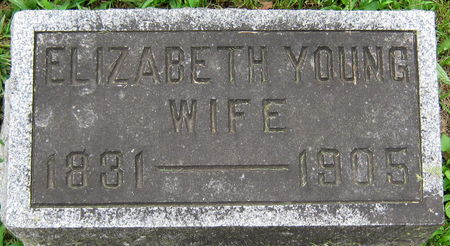 ELIZABETH YOUNG
WIFE
1831 — 1905